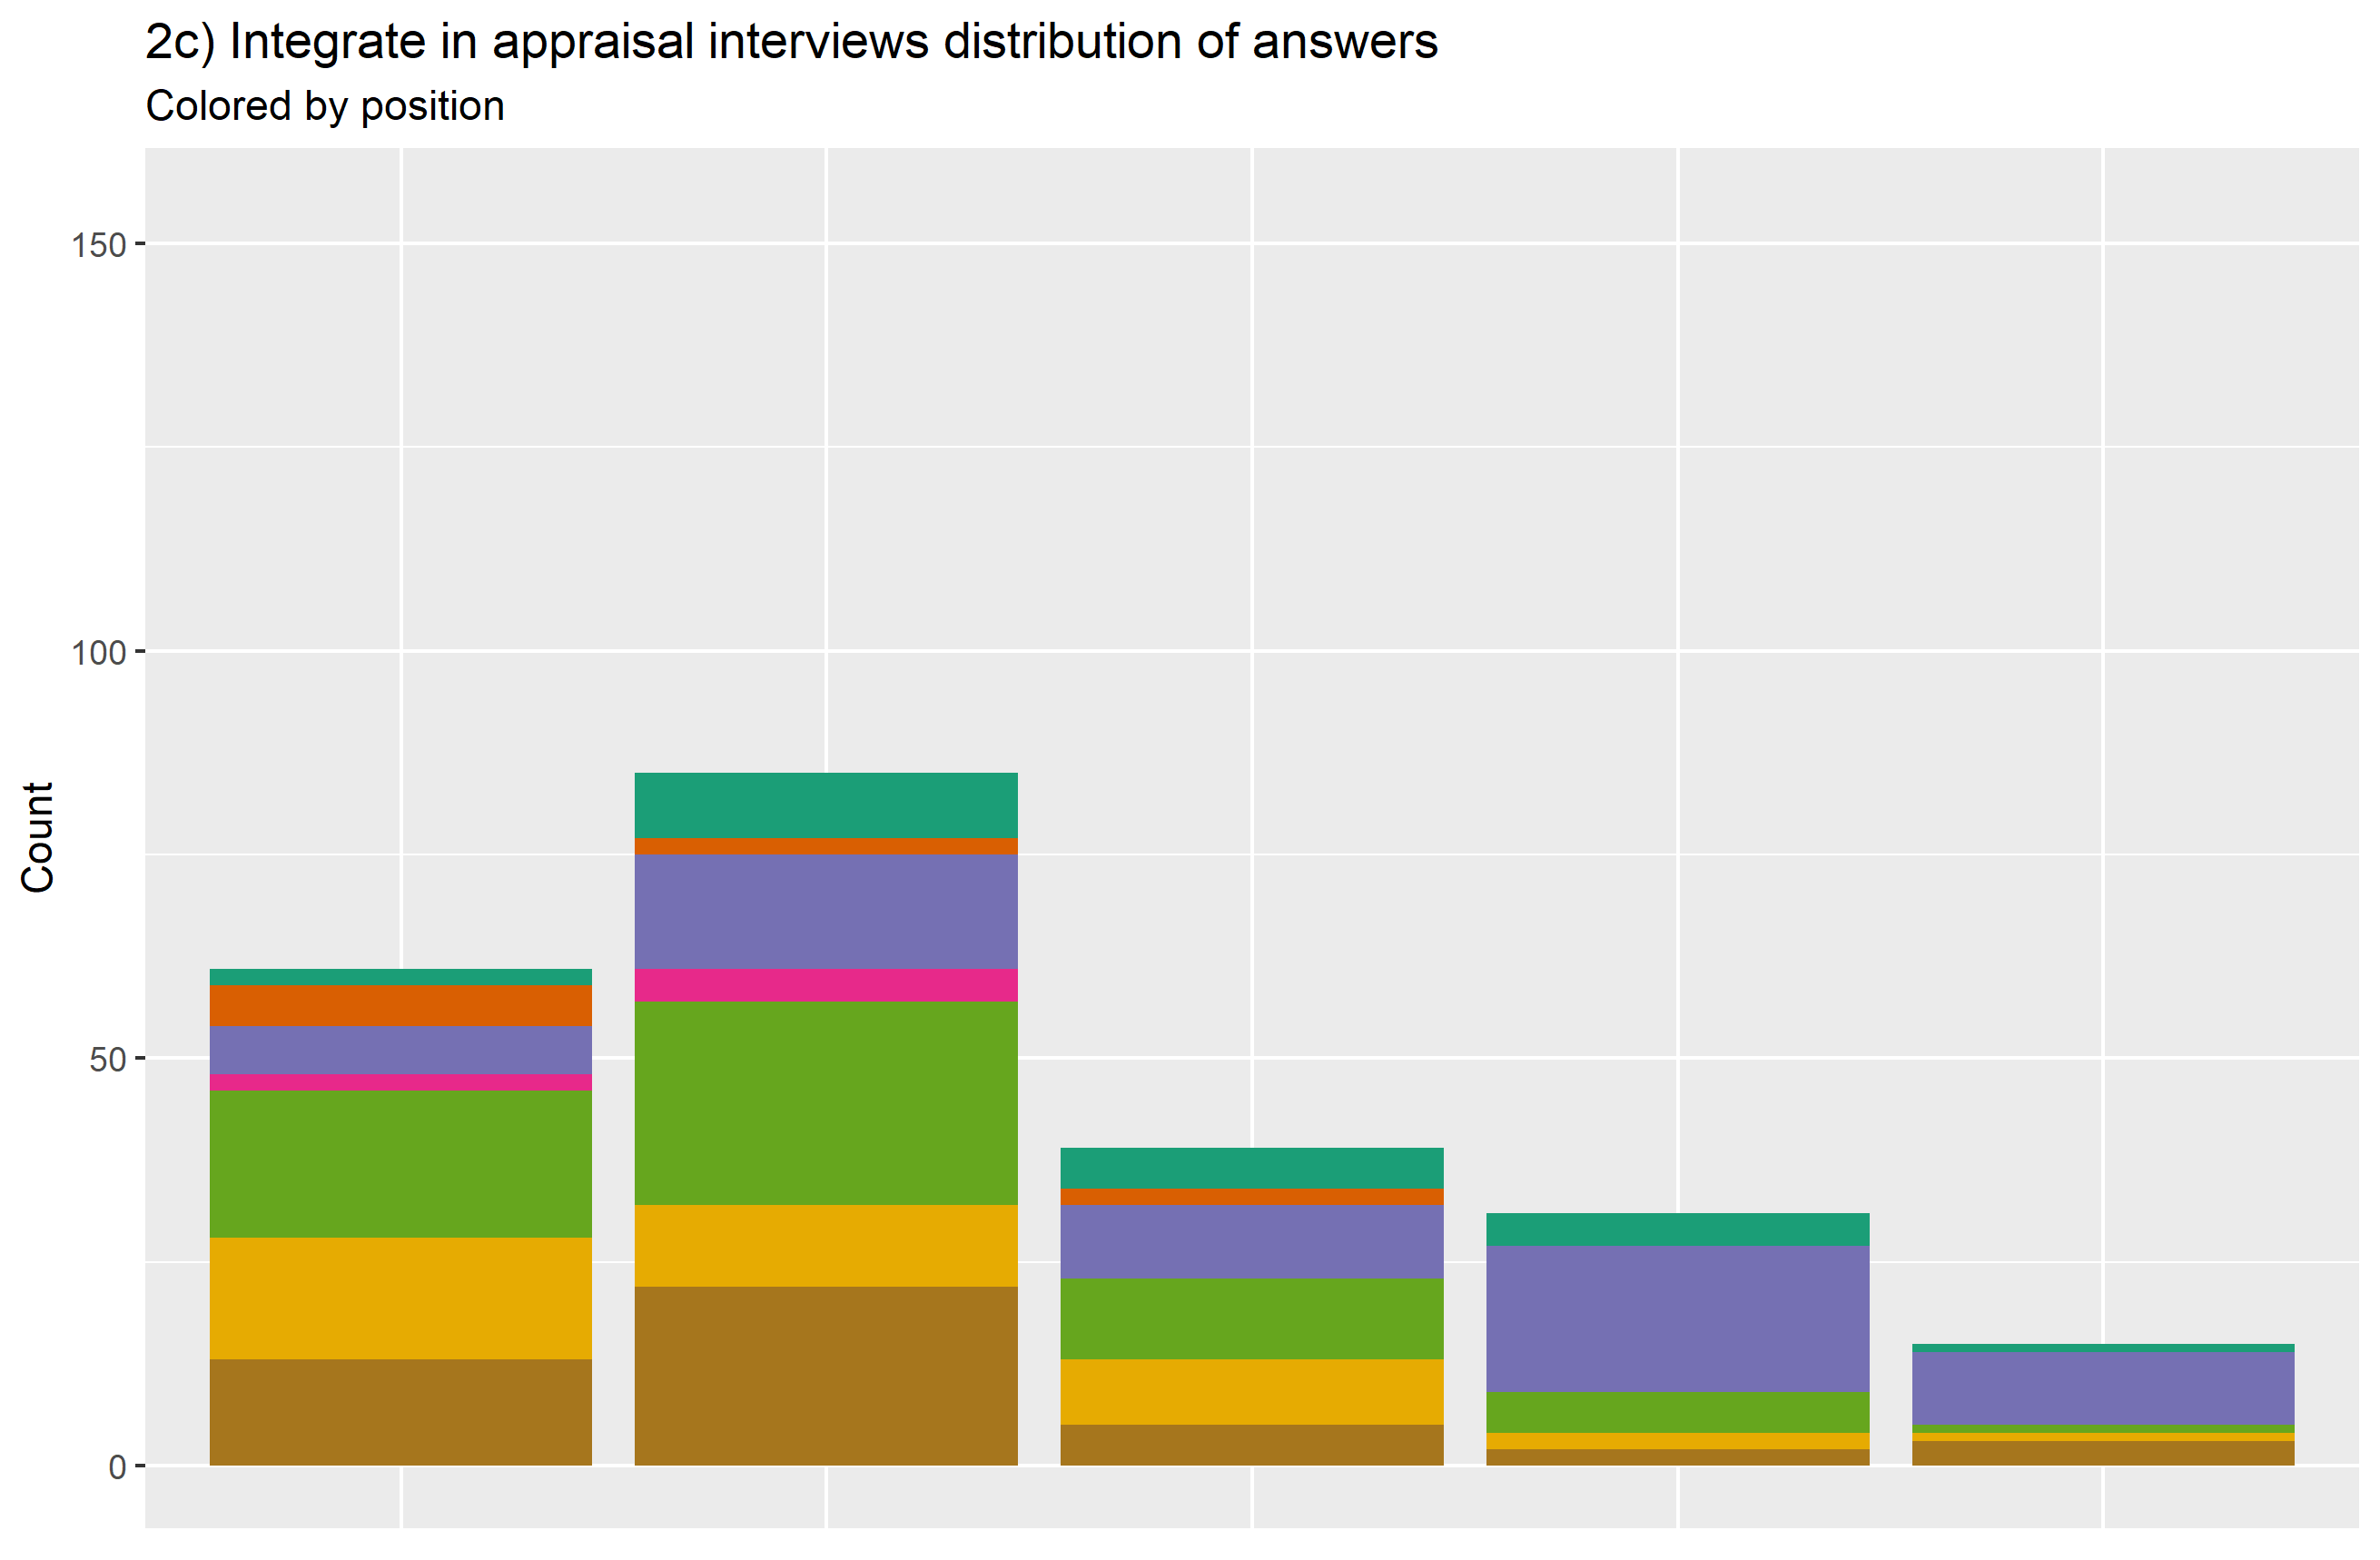 2c) Integrate in appraisal interviews distribution of answers
Colored by position
150
100
50
0
Count